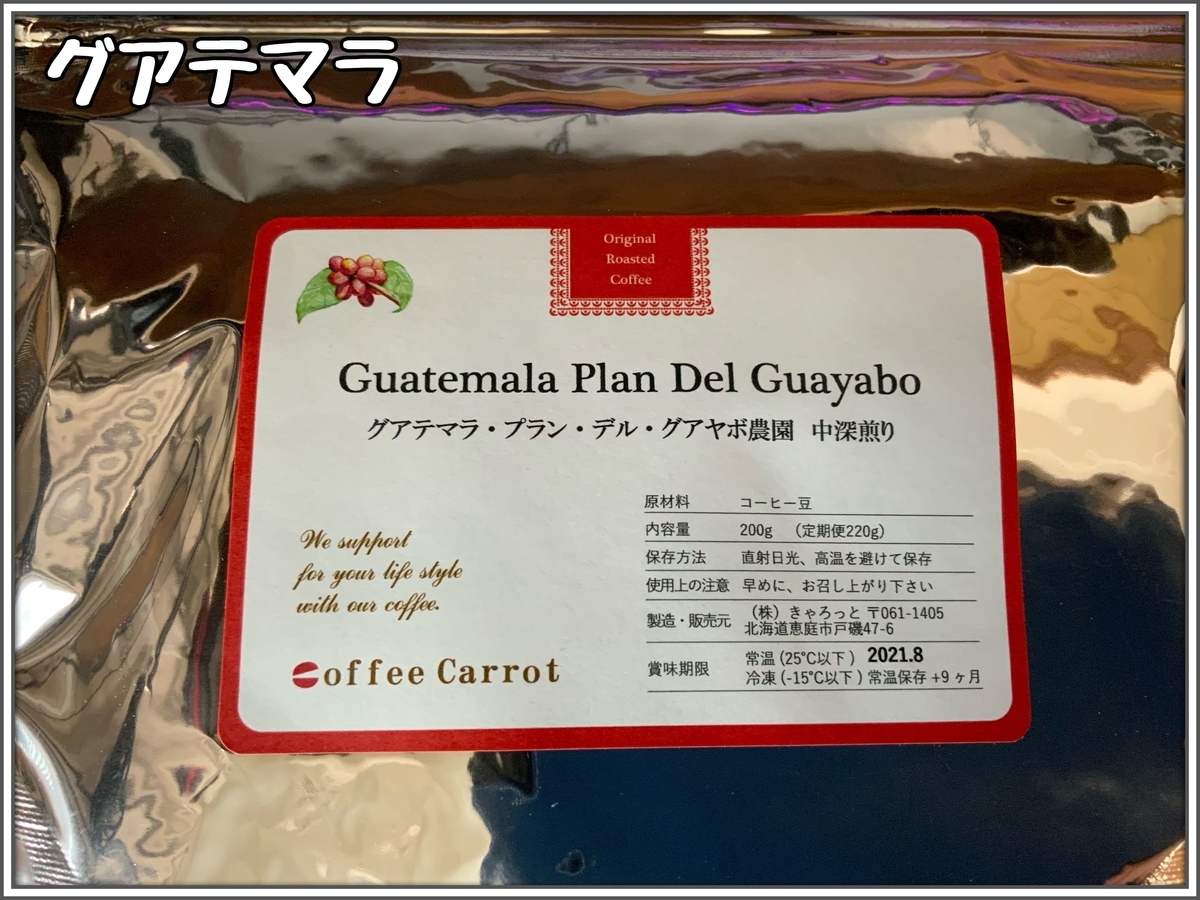 グアテマラ
Original
Roasted
Coffee
Guatemala Plan Del Guayabo
グアテマラ・プラン・デル・グアヤボ農園 中深煎り
We support
for your life style
with our coffee.
Coffee Carrot
原材料 コーヒー豆
内容量 200g （定期便220g）
保存方法 直射日光、高温を避けて保存
使用上の注意 早めに、お召し上がり下さい
製造・販売元 （株）きゃろっと 〒061-1405
北海道恵庭市戸磯47-6
賞味期限 常温(25℃以下) 2021.8
冷凍(-15℃以下)常温保存+9ヶ月